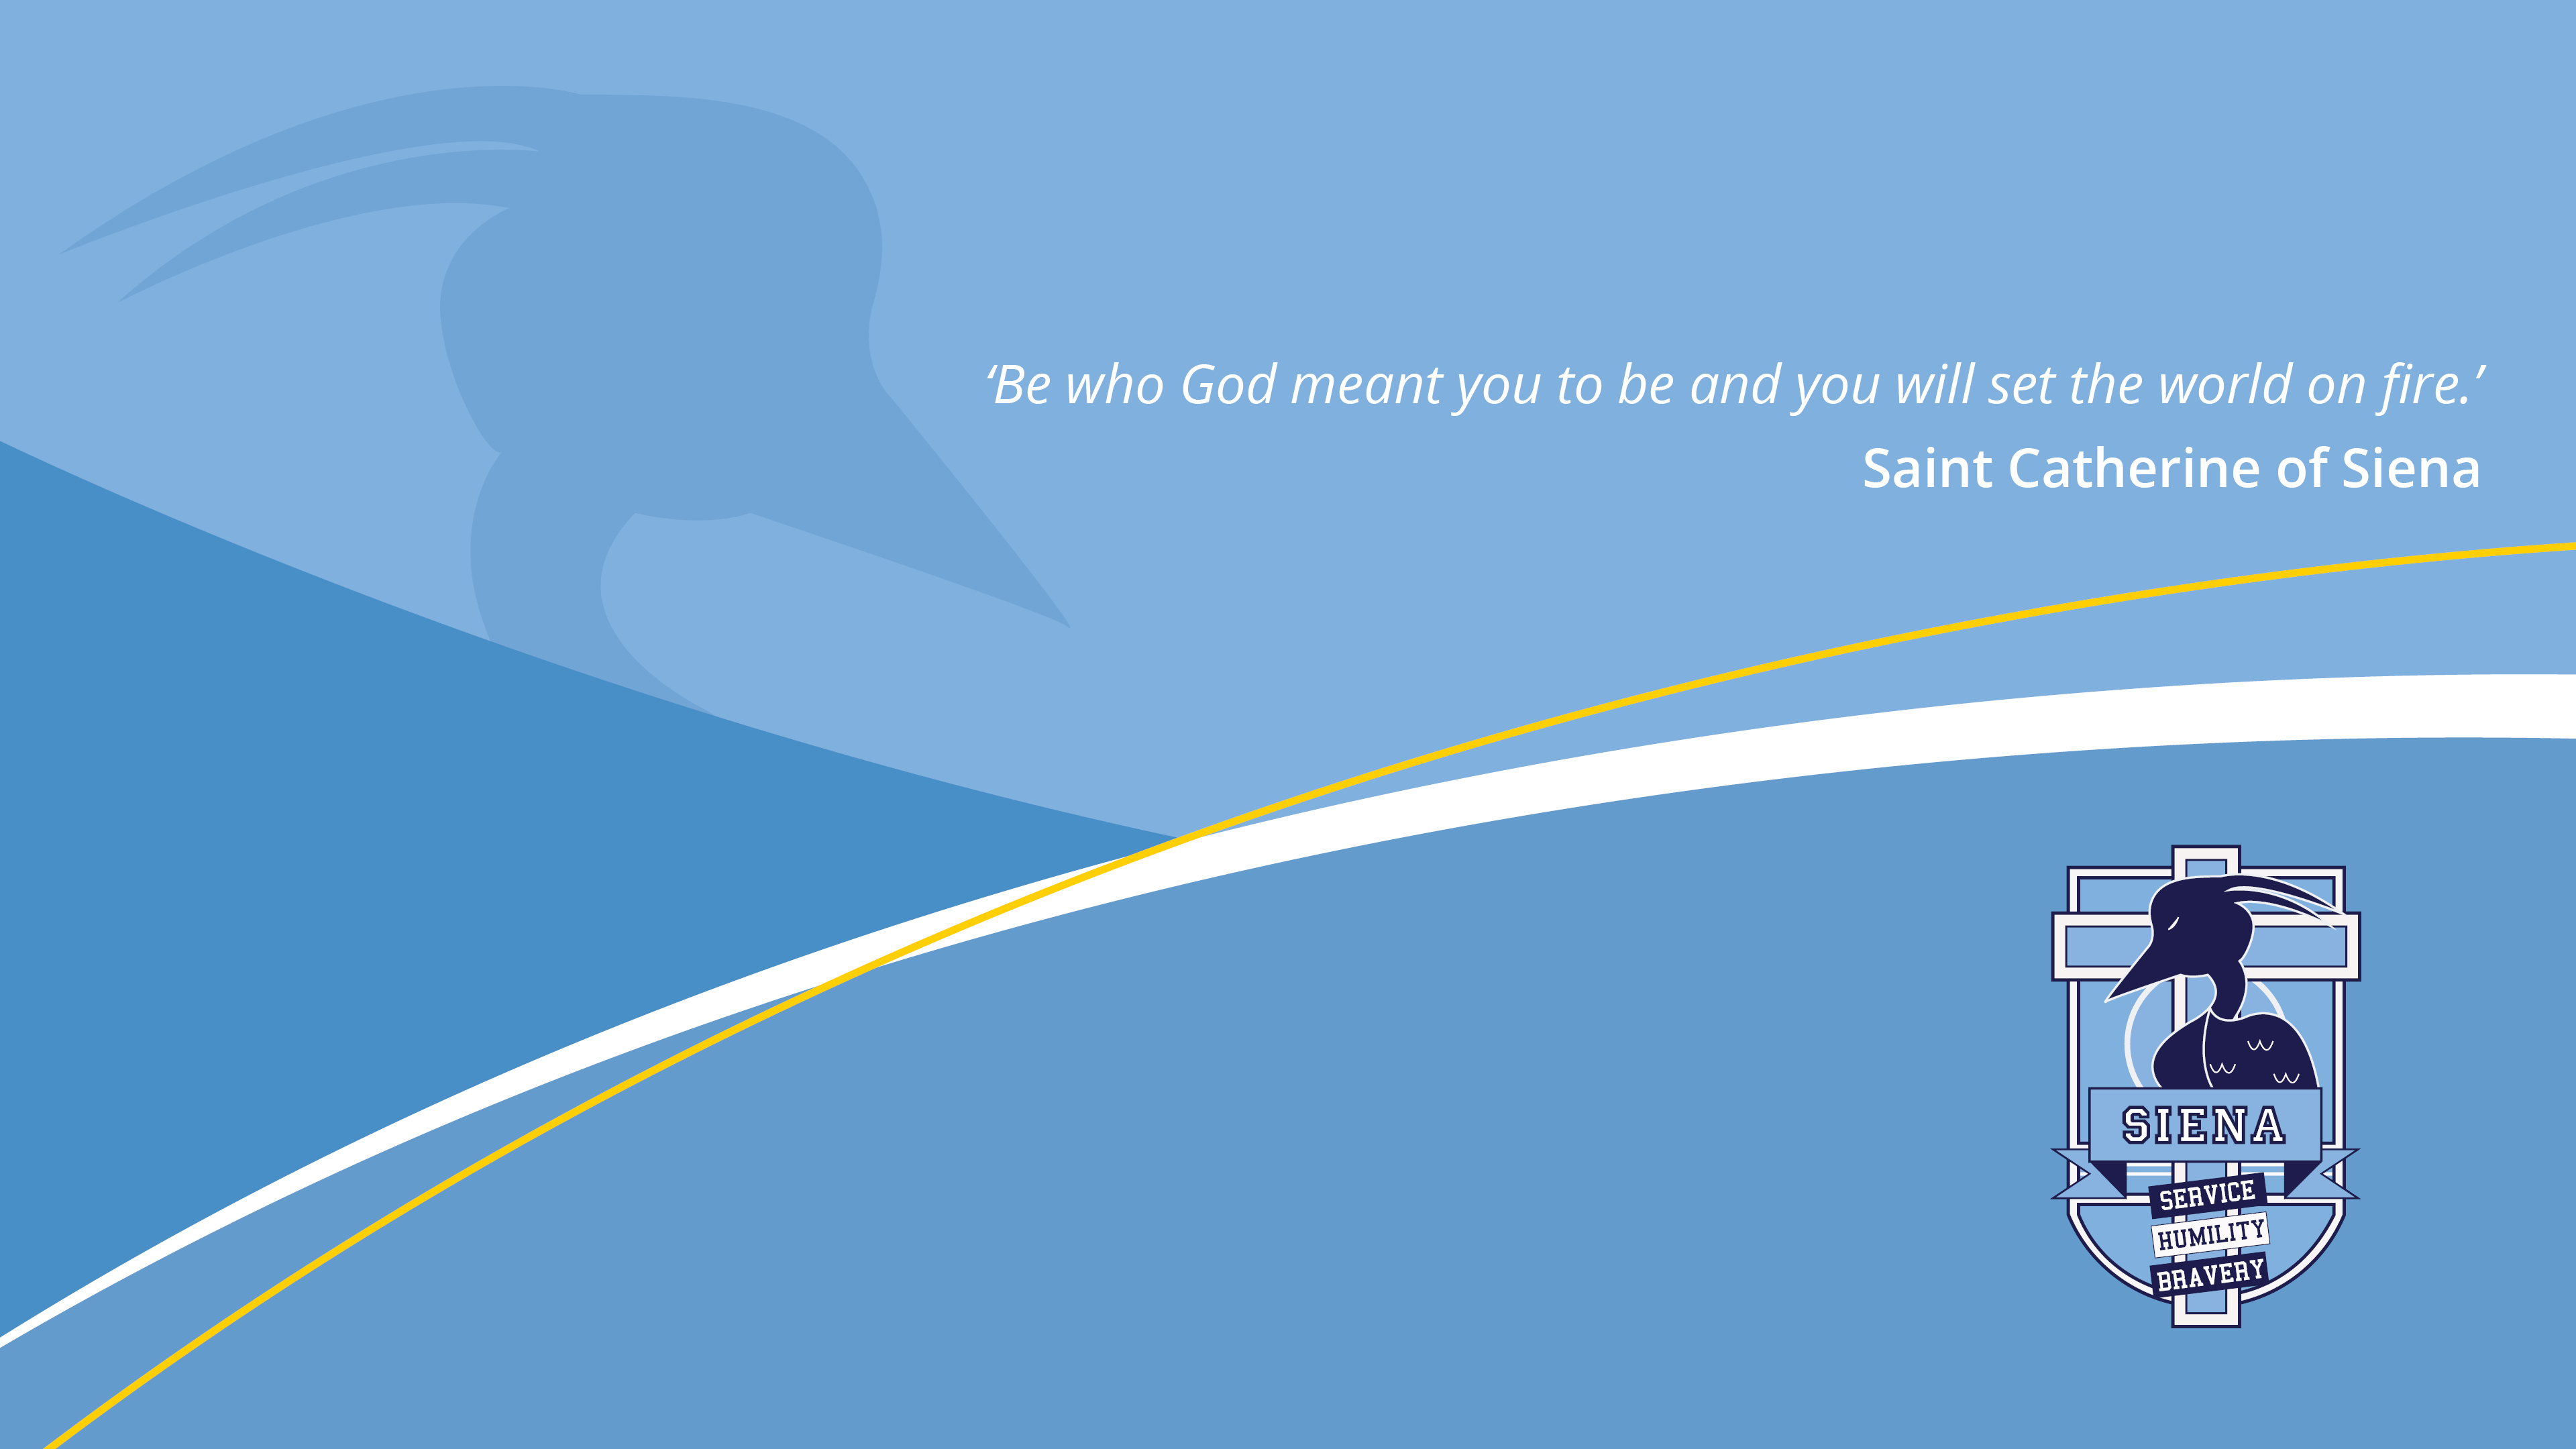 ‘Be who God meant you to be and you will set the world on fire.’
Saint Catherine of Siena
SIENA
SERVICE
HUMILITY
BRAVERY